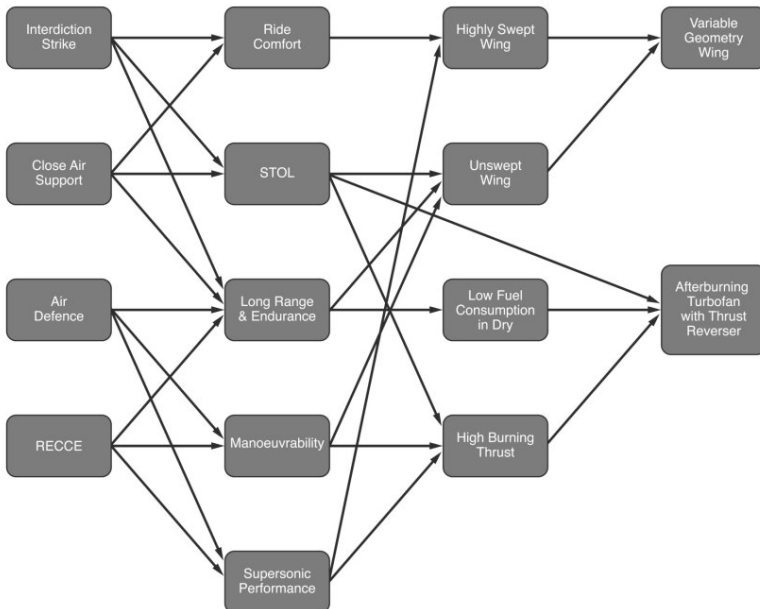 Interdiction
Strike
Ride
Comfort
Highly Swept
Wing
Variable
Geometry
Wing
Close Air
Support
STOL
Unswept
Wing
Air
Defence
Long Range
& Endurance
Low Fuel
Consumption
in Dry
Afterburning
Turbofan
with Thrust
Reverser
RECCE
Manoeuvrability
High Burning
Thrust
Supersonic
Performance